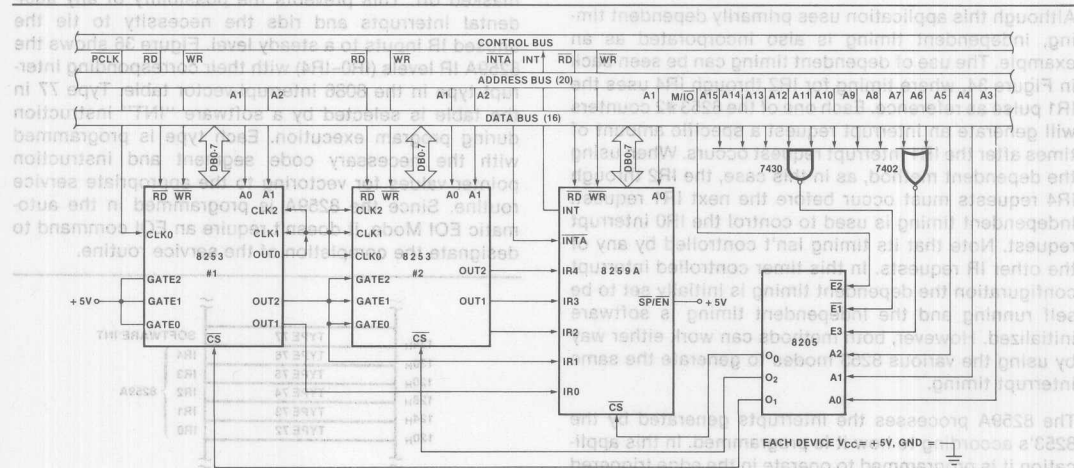 Although this application uses primarily dependent tim-
ing, independent timing is also incorporated as an
example. The use of dependent timing can be seen
in Figure
pulse as reference. Each one of the 8253 #2 counters
will generate an interrupt request a specific amount of
times after the interrupt request occurs. When using
the dependent method, as in this case, the IR2 through
IR4 requests must occur before the next IR1 request.
Independent timing is used to control the IR0 interrupt
request. Note that its timing isn't controlled by any of
the other IR requests. In this timer controlled interrupt
configuration the dependent timing is initially set to be
self running and the independent timing is software
initialized. However, both methods can work either way
by using the various 8253 modes to generate the same
interrupt timing.
The 8259A processes the interrupts generated by the
8253's according to how it is programmed. In this appli-
cation it is programmed to operate in the edge triggered
dental interrupts and rids the necessity to tie the
IR inputs to a steady level. Figure 36 shows the
IR levels (IR0-IR4) with their corresponding inter-
rupt type in the 8086 interrupt vector table. Type 77 in
table is selected by a software "INT" instruction
during program execution. Each type is programmed
with the necessary code segment and instruction
pointer values for vectoring to the appropriate service
routine. Since the 8259A is programmed in the auto-
matic EOI Mode, it doesn't require an EOI command to
designate the completion of the service routine.
CONTROL BUS
PCLK RD WR RD WR INTA INT RD WR
ADDRESS BUS (20)
A1 A2 A1 A2 A1 M/IO A15 A14 A13 A12 A11 A10 A9 A8 A7 A6 A5 A4 A3
DATA BUS (16)
DB0-7 DB0-7 DB0-7
7430 7402
RD WR A0 A1
CLK2
CLK1
CLK0
OUT0
8253
#1
GATE2
GATE1
GATE0
OUT2
OUT1
CS
+5V
RD WR A0 A1
CLK2
CLK1
CLK0
8253
#2
OUT2
GATE2
GATE1
GATE0
OUT1
CS
RD WR A0
INT
INTA
IR4 8259A
IR3
SP/EN +5V
IR2
IR1
IR0
CS
E2
E1
E3
8205
O0 A2
O2 A1
O1 A0
EACH DEVICE VCC = +5V, GND =
TYPE 77 SOFTWARE INT
TYPE 76 IR4
TYPE 75 IR3
TYPE 74 IR2 8259A
TYPE 73 IR1
TYPE 72 IR0